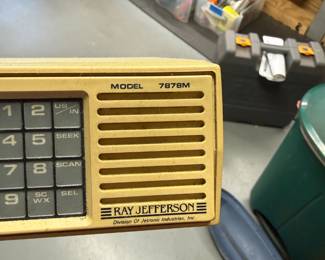 MODEL 7878M
1 2 US/IN
4 5 SEEK
7 8 SCAN
9 SC WX SEL
RAY JEFFERSON
Division Of Jetronic Industries, Inc.